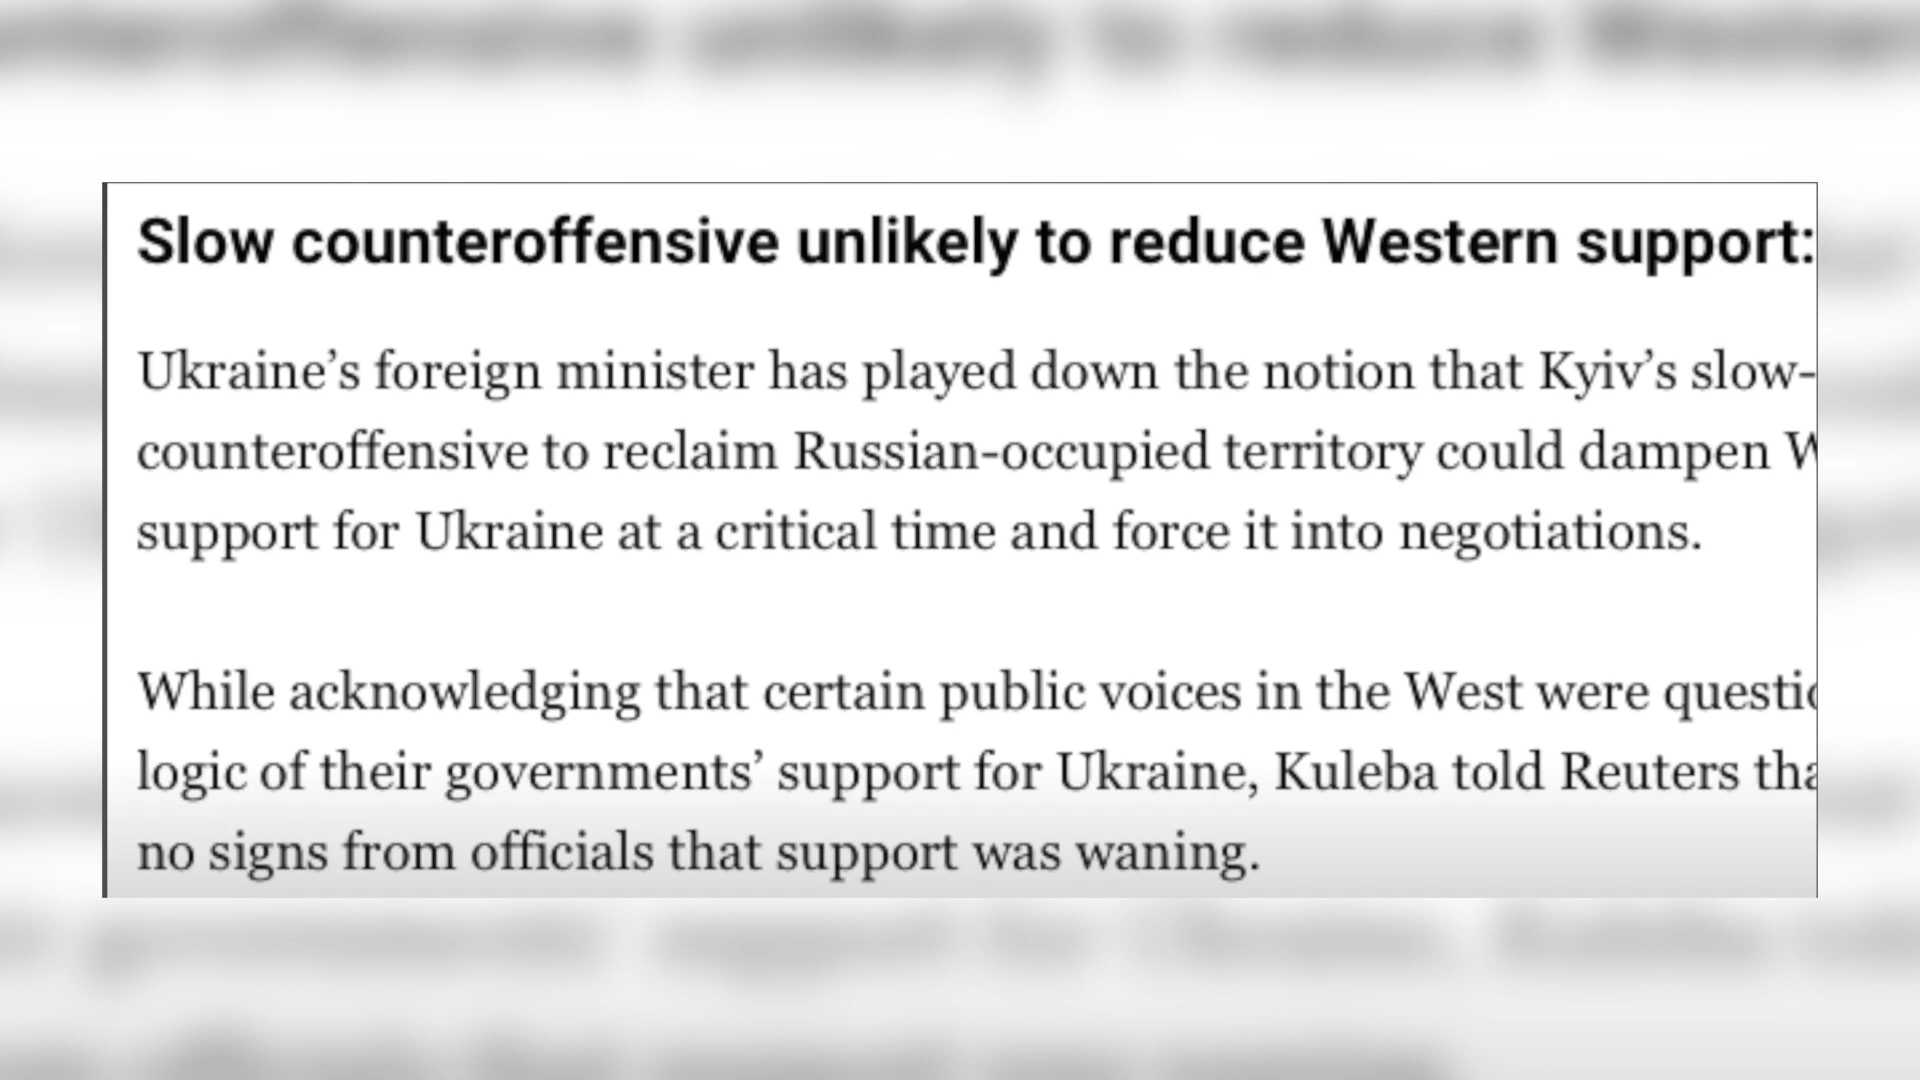 Slow counteroffensive unlikely to reduce Western support:
Ukraine’s foreign minister has played down the notion that Kyiv’s slow-
counteroffensive to reclaim Russian-occupied territory could dampen
support for Ukraine at a critical time and force it into negotiations.
While acknowledging that certain public voices in the West were
logic of their governments’ support for Ukraine, Kuleba told Reuters
no signs from officials that support was waning.